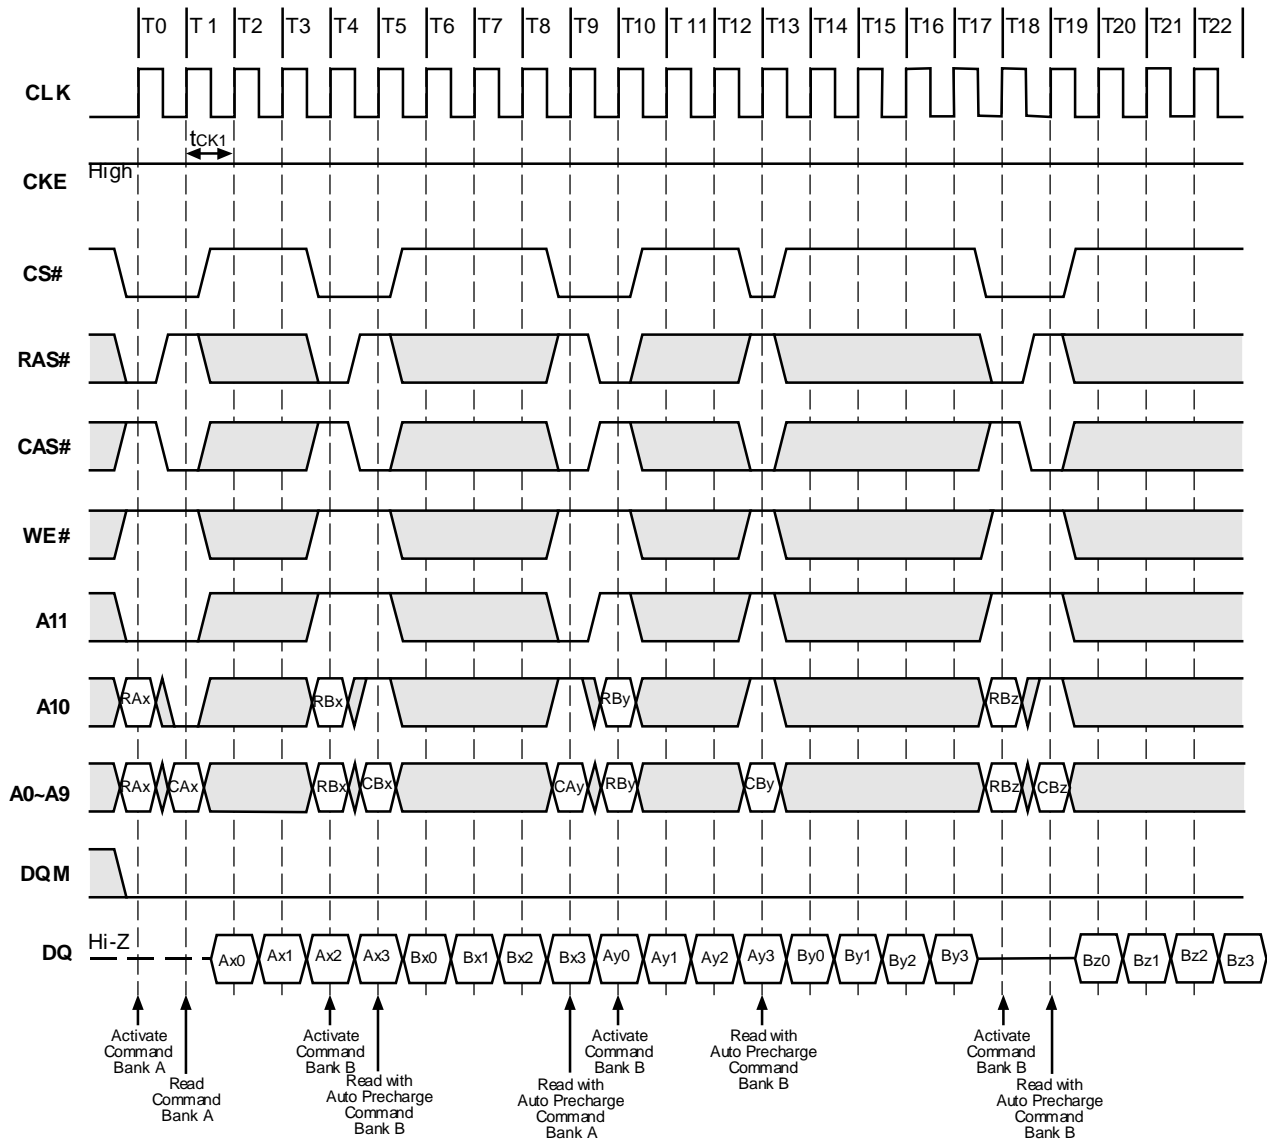 T0 T 1 T2 T3 T4 T5 T6 T7 T8 T9 T10 T 11 T12 T13 T14 T15 T16 T17 T18 T19 T20 T21 T22
CLK
tCK1
High
CKE
CS#
RAS#
CAS#
WE#
A11
A10 RAx RBx RBy RBz
A0~A9 RAx CAx RBx CBx CAy RBy CBy RBz CBz
DQM
Hi-Z
DQ Ax0 Ax1 Ax2 Ax3 Bx0 Bx1 Bx2 Bx3 Ay0 Ay1 Ay2 Ay3 By0 By1 By2 By3 Bz0 Bz1 Bz2 Bz3
Activate
Command
Bank A
Read
Command
Bank A
Activate
Command
Bank B
Read with
Auto Precharge
Command
Bank B
Read with
Auto Precharge
Command
Bank A
Activate
Command
Bank B
Read with
Auto Precharge
Command
Bank B
Activate
Command
Bank B
Read with
Auto Precharge
Command
Bank B